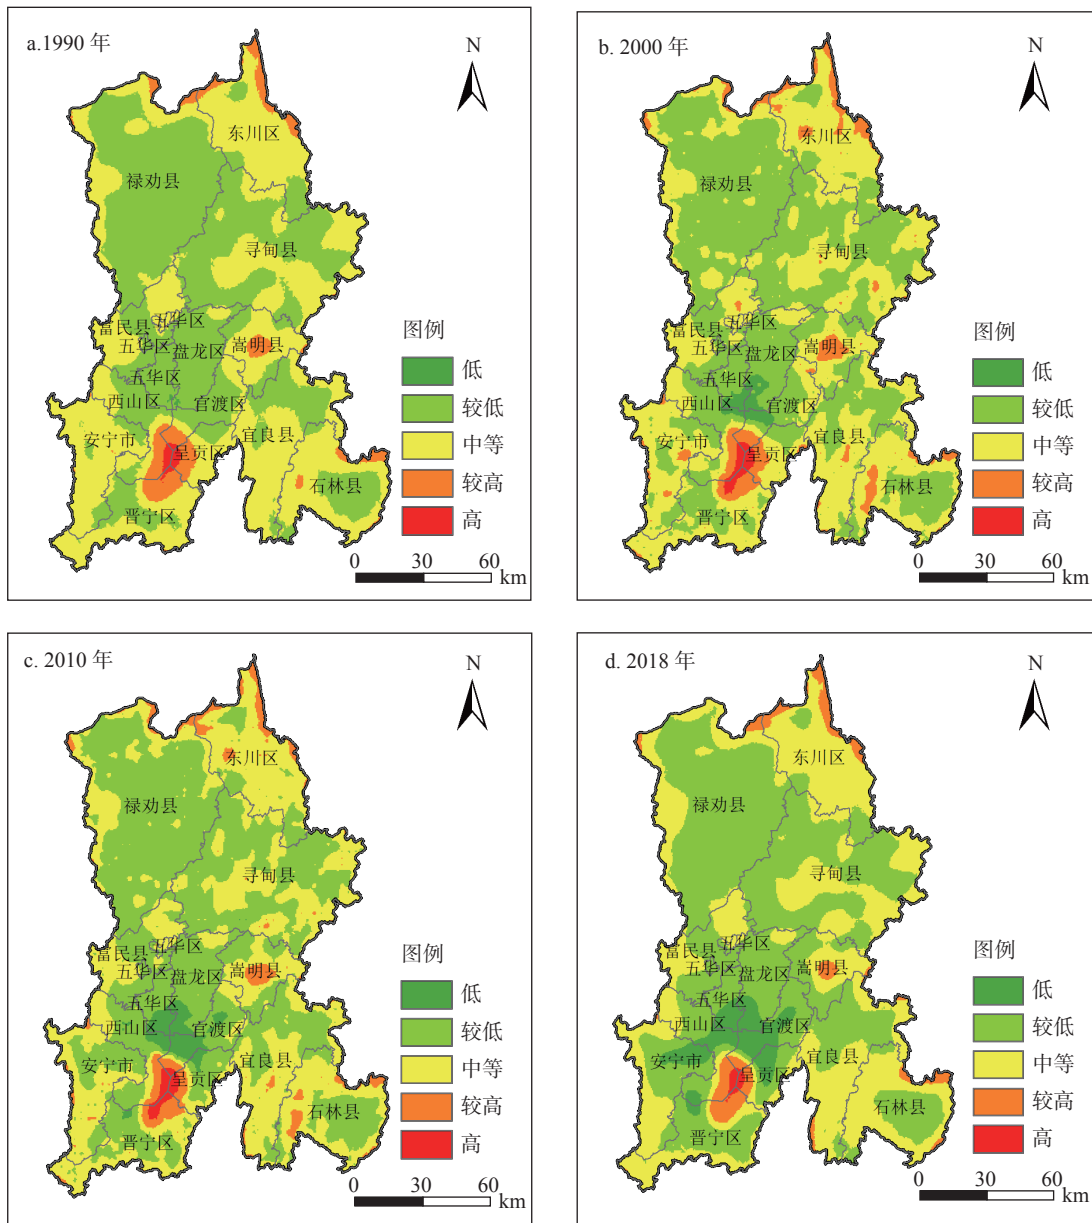 a.1990 年
N
东川区
禄劝县
寻甸县
富民县
五华区
五华区
盘龙区
嵩明县
五华区
西山区
官渡区
安宁市
呈贡区
宜良县
石林县
晋宁区
图例
低
较低
中等
较高
高
0 30 60
km
b. 2000 年
N
东川区
禄劝县
寻甸县
富民县
五华区
五华区
盘龙区
嵩明县
五华区
西山区
官渡区
安宁市
呈贡区
宜良县
石林县
晋宁区
图例
低
较低
中等
较高
高
0 30 60
km
c. 2010 年
N
东川区
禄劝县
寻甸县
富民县
五华区
五华区
盘龙区
嵩明县
五华区
西山区
官渡区
安宁市
呈贡区
宜良县
石林县
晋宁区
图例
低
较低
中等
较高
高
0 30 60
km
d. 2018 年
N
东川区
禄劝县
寻甸县
富民县
五华区
五华区
盘龙区
嵩明县
五华区
西山区
官渡区
安宁市
呈贡区
宜良县
石林县
晋宁区
图例
低
较低
中等
较高
高
0 30 60
km